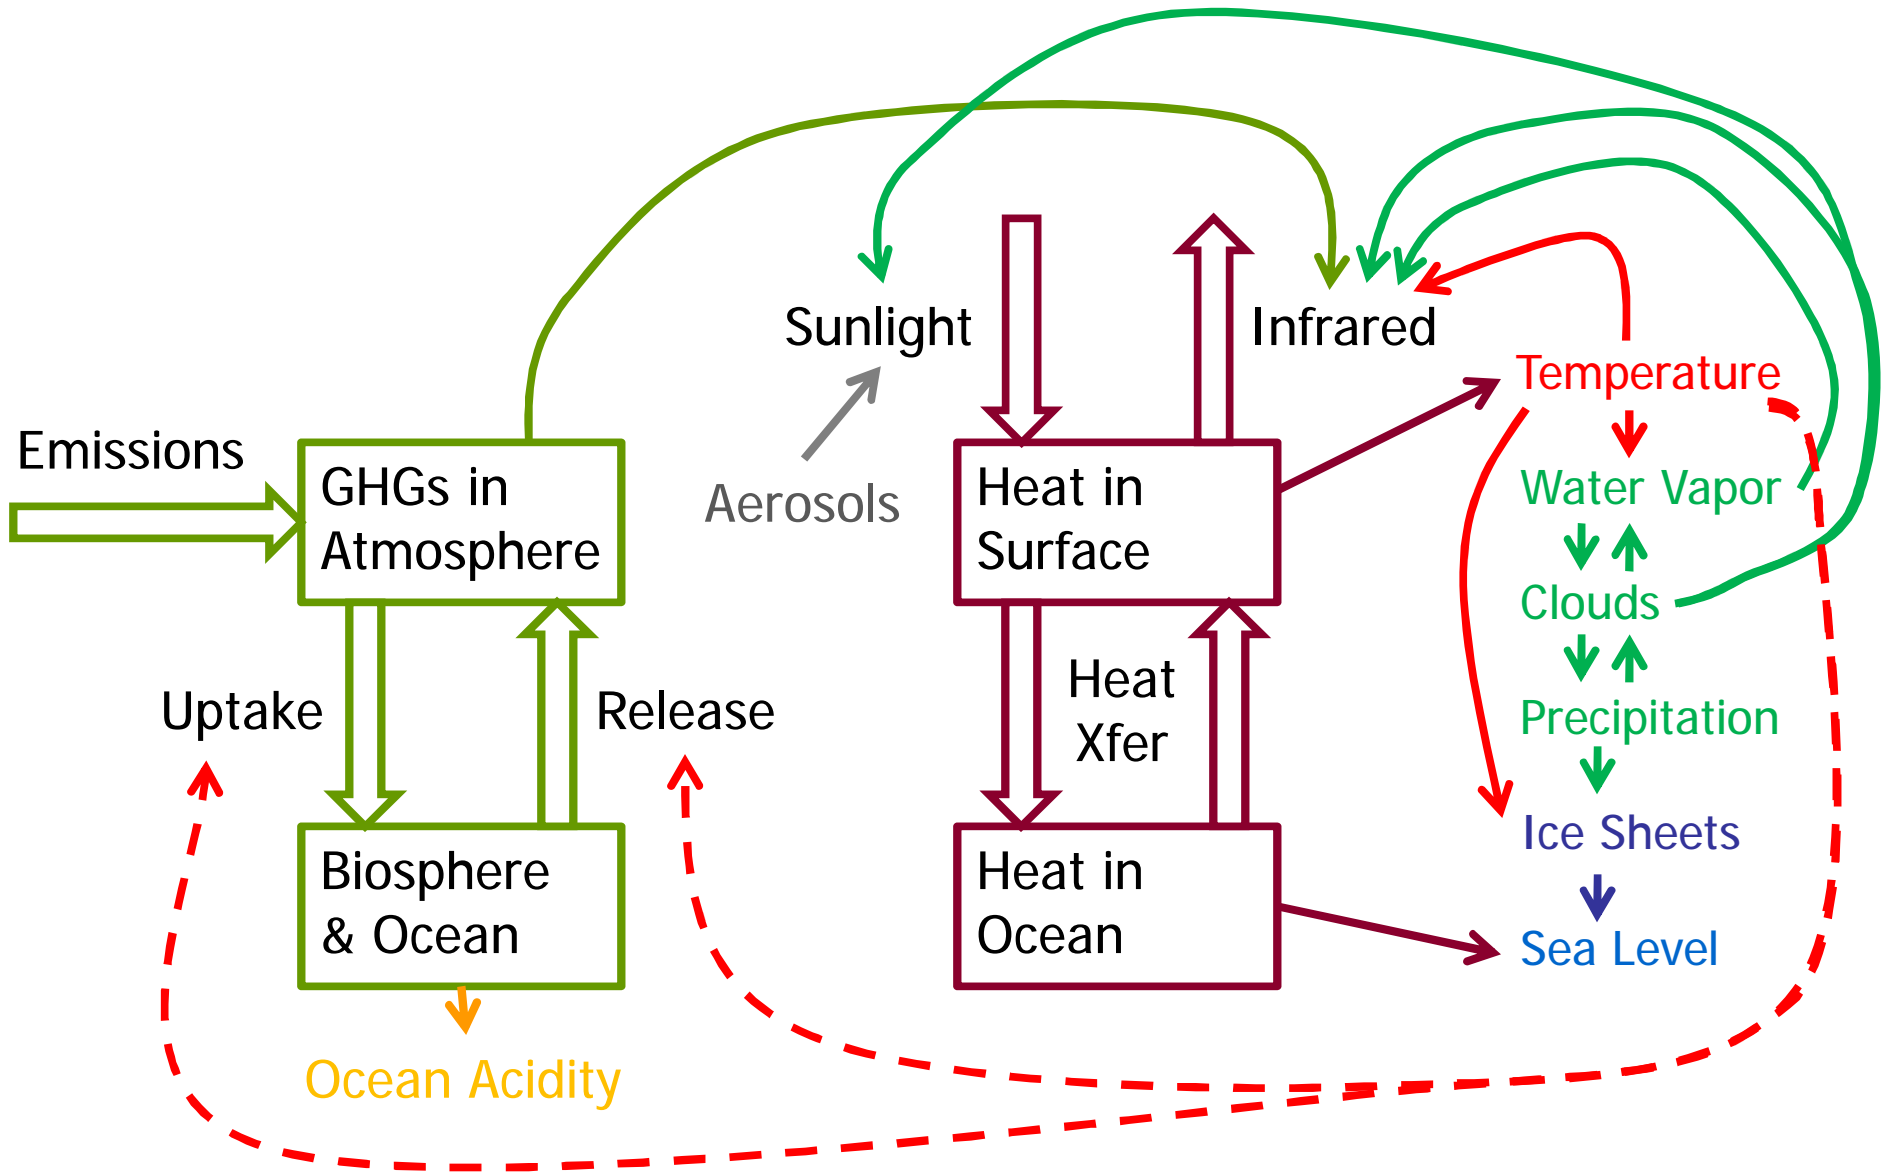 Sunlight
Infrared
Temperature
Emissions
GHGs in
Atmosphere
Aerosols
Heat in
Surface
Water Vapor
Clouds
Uptake
Release
Heat
Xfer
Precipitation
Biosphere
& Ocean
Heat in
Ocean
Ice Sheets
Sea Level
Ocean Acidity